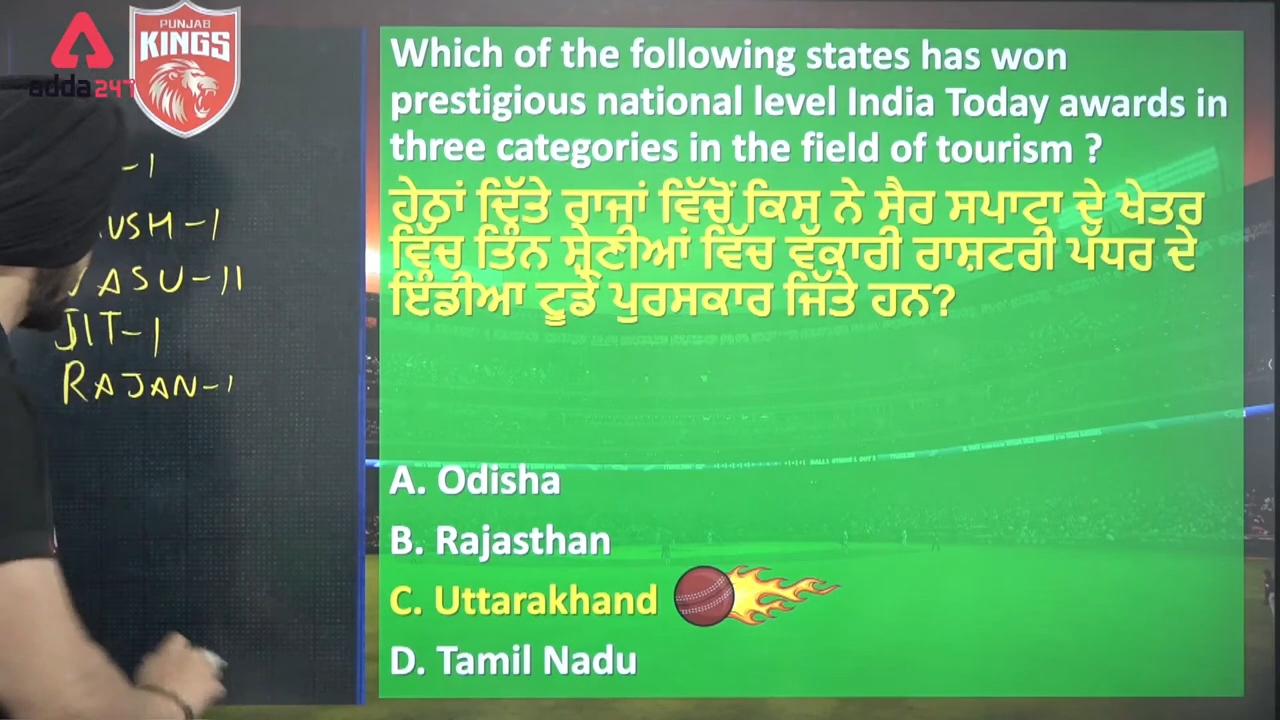 PUNJAB
KINGS
adda247
-1
USH-1
VASU-11
JIT-1
RAJAN-1
Which of the following states has won
prestigious national level India Today awards in
three categories in the field of tourism ?
ਹੇਠਾਂ ਦਿੱਤੇ ਰਾਜਾਂ ਵਿੱਚੋਂ ਕਿਸ ਨੇ ਸੈਰ ਸਪਾਟਾ ਦੇ ਖੇਤਰ
ਵਿੱਚ ਤਿੰਨ ਸ਼੍ਰੇਣੀਆਂ ਵਿੱਚ ਵੱਕਾਰੀ ਰਾਸ਼ਟਰੀ ਪੱਧਰ ਦੇ
ਇੰਡੀਆ ਟੂਡੇ ਪੁਰਸਕਾਰ ਜਿੱਤੇ ਹਨ?
A. Odisha
B. Rajasthan
C. Uttarakhand
D. Tamil Nadu